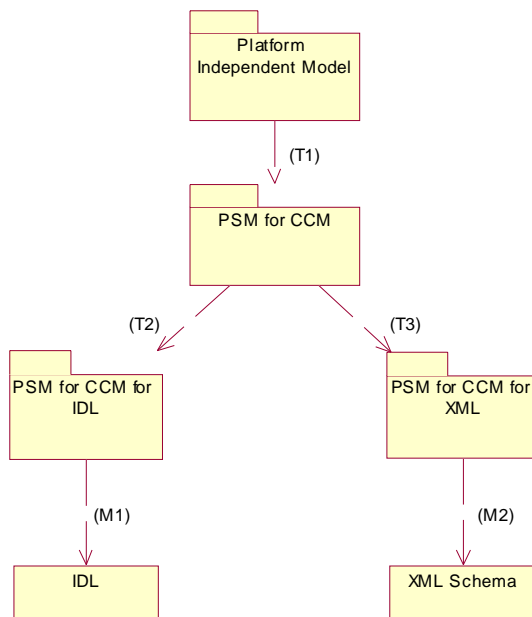 Platform
Independent Model
(T1)
PSM for CCM
(T2)
(T3)
PSM for CCM for
IDL
PSM for CCM for
XML
(M1)
(M2)
IDL
XML Schema